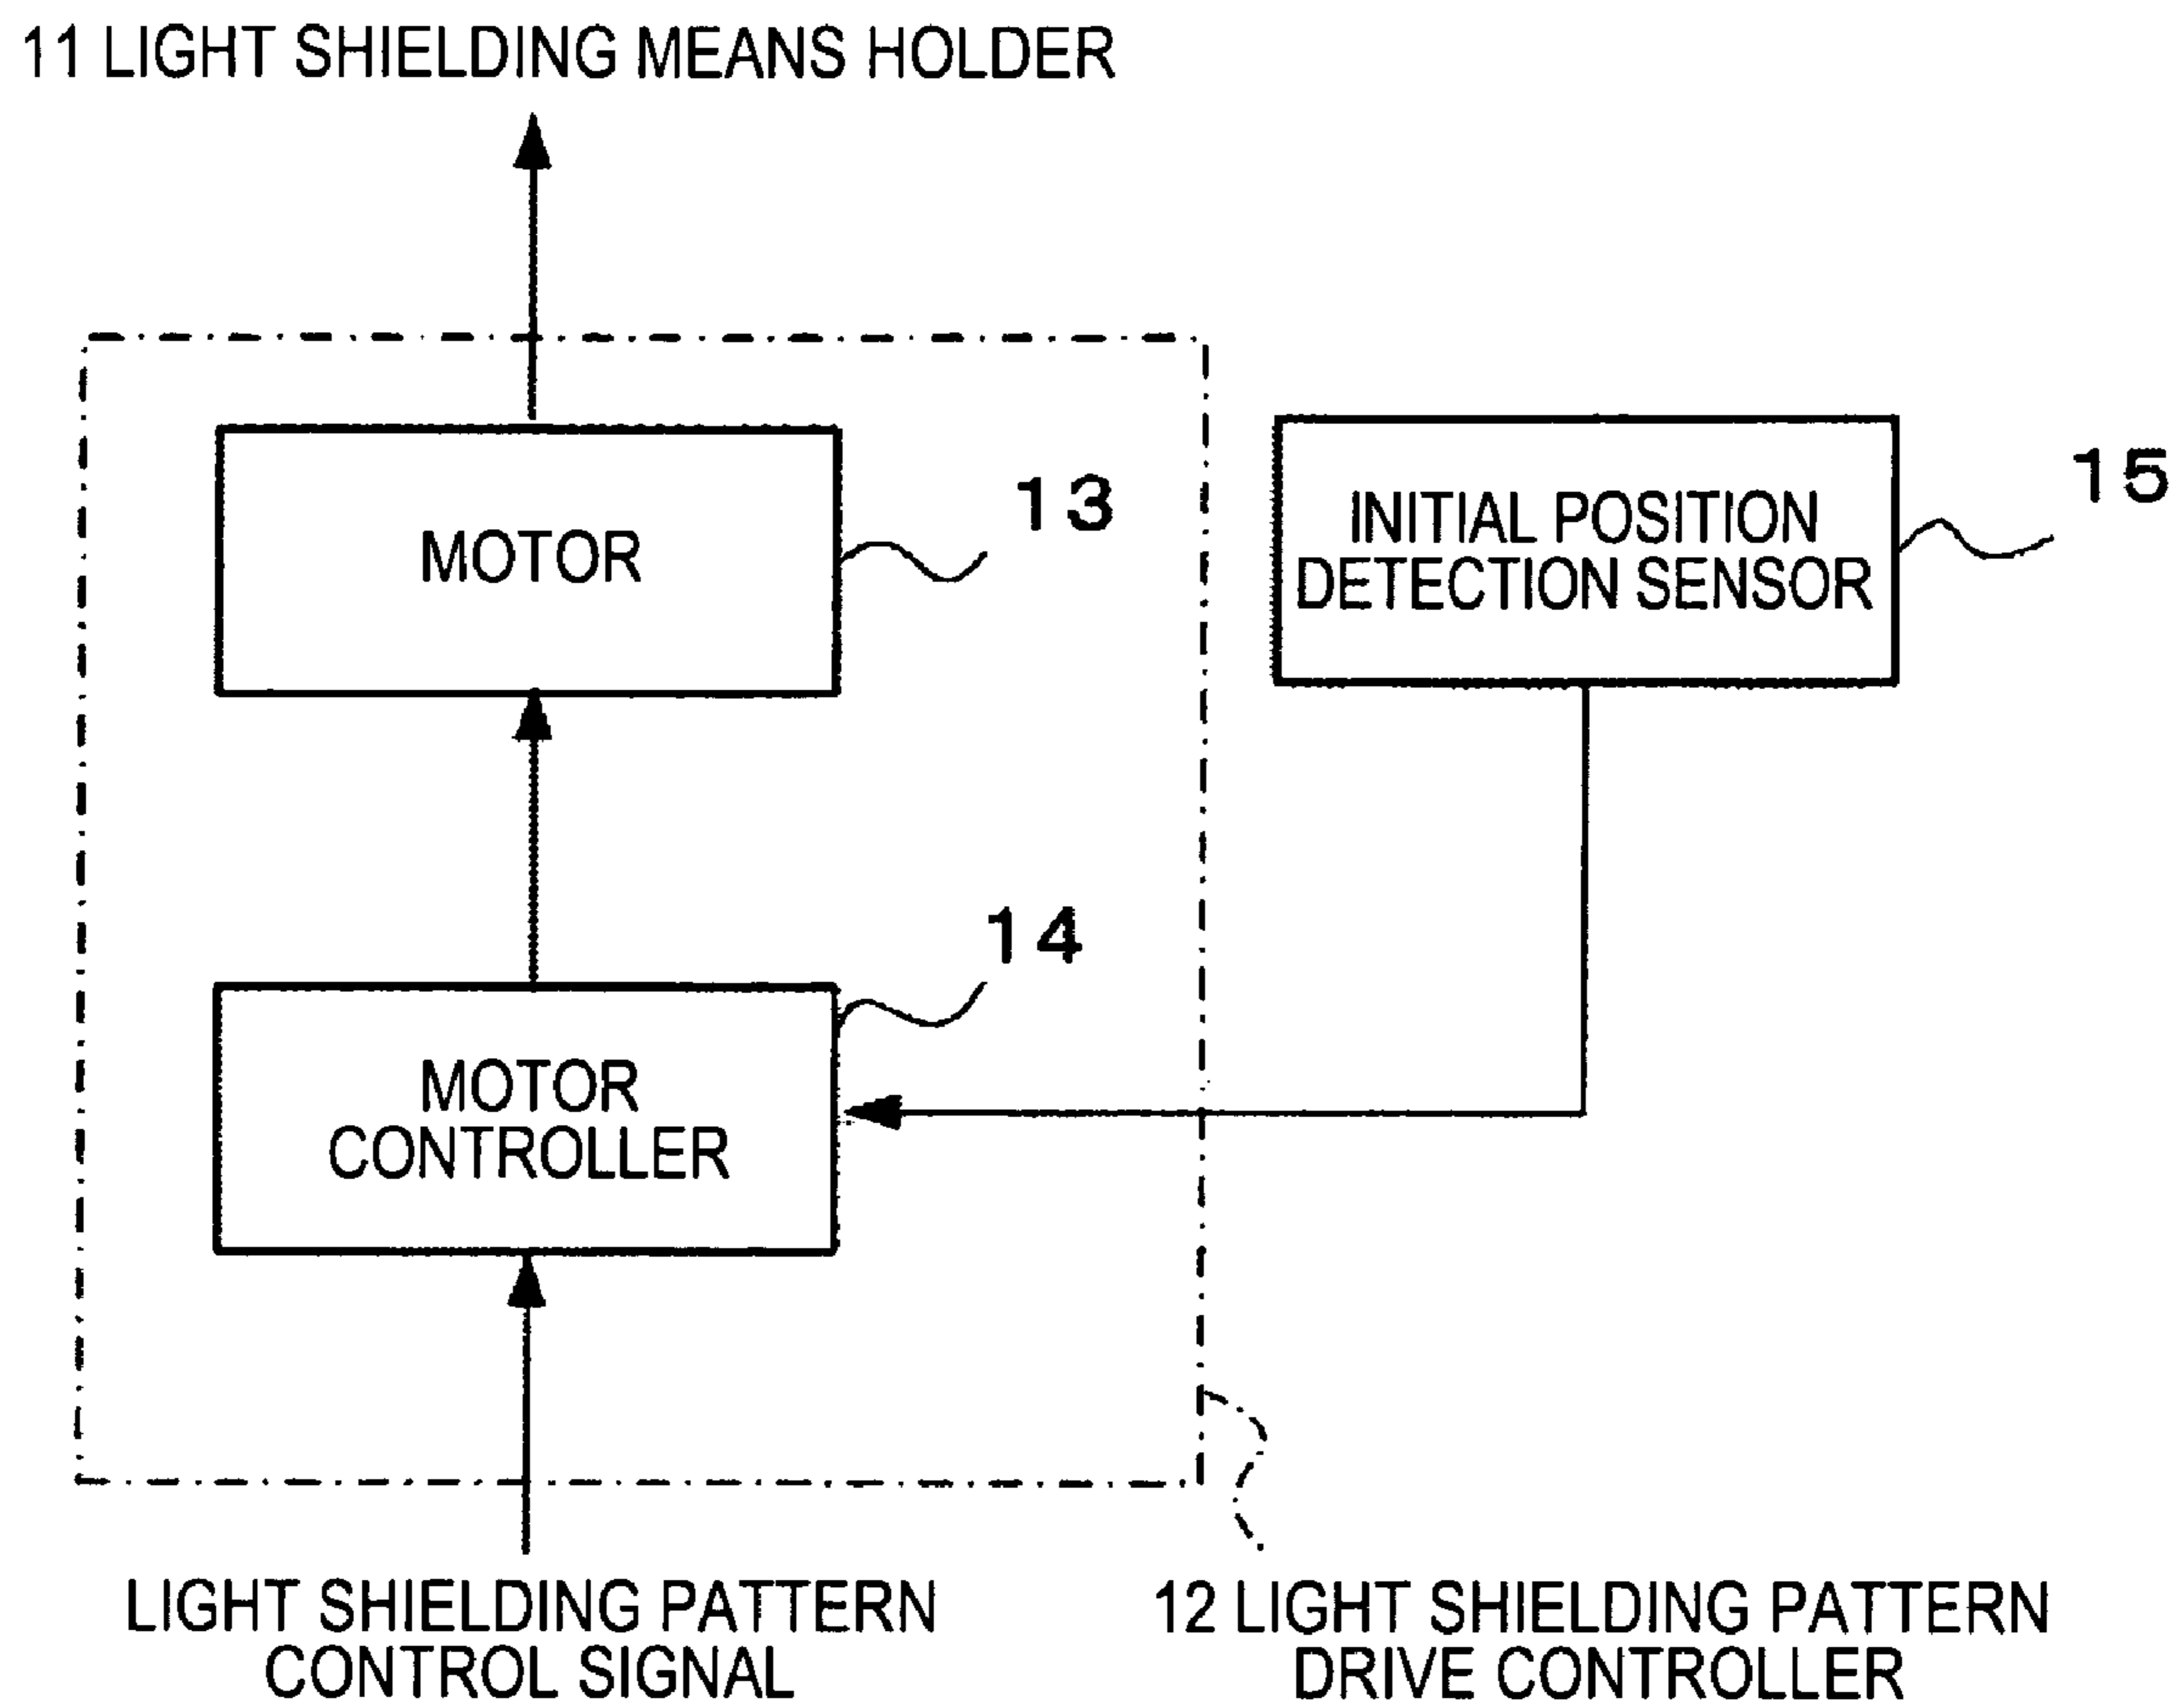 11 LIGHT SHIELDING MEANS HOLDER
MOTOR
13
INITIAL POSITION
DETECTION SENSOR
15
14
MOTOR
CONTROLLER
LIGHT SHIELDING PATTERN
CONTROL SIGNAL
12 LIGHT SHIELDING PATTERN
DRIVE CONTROLLER